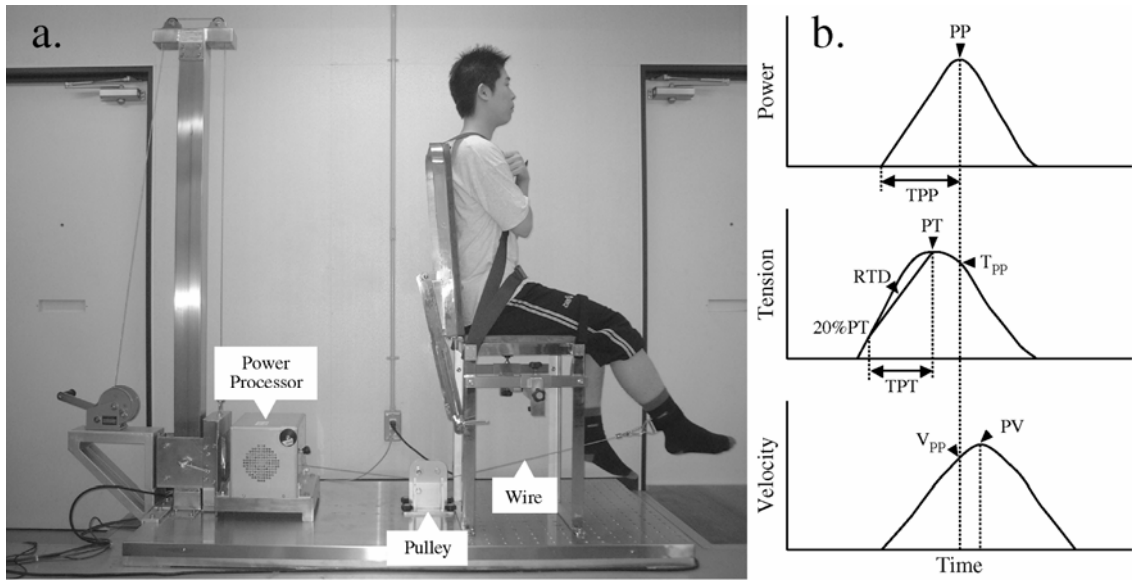 a.
Power
Processor
Wire
Pulley
b.
PP
Power
TPP
PT
T_PP
RTD
20%PT
Tension
TPT
V_PP
PV
Velocity
Time